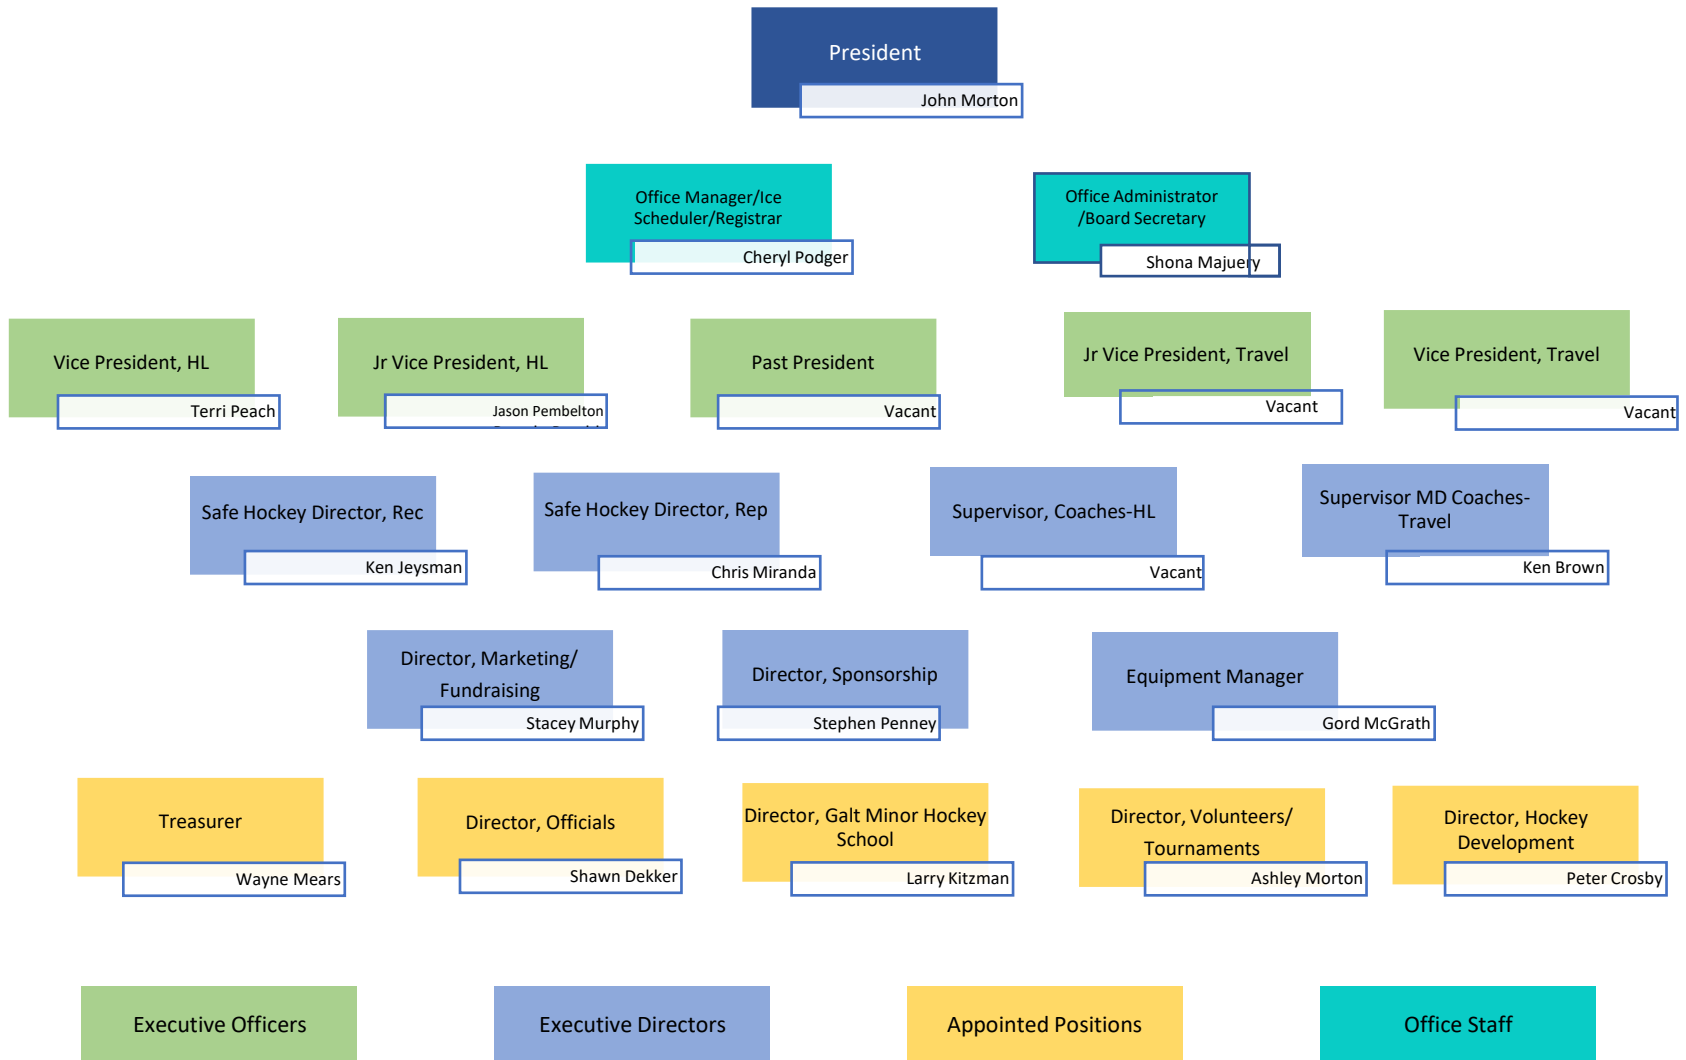 President
John Morton
Office Manager/Ice
Scheduler/Registrar
Cheryl Podger
Office Administrator
/Board Secretary
Shona Majuery
Vice President, HL
Terri Peach
Jr Vice President, HL
Jason Pembelton
Past President
Vacant
Jr Vice President, Travel
Vacant
Vice President, Travel
Vacant
Safe Hockey Director, Rec
Ken Jeysman
Safe Hockey Director, Rep
Chris Miranda
Supervisor, Coaches-HL
Vacant
Supervisor MD Coaches-
Travel
Ken Brown
Director, Marketing/
Fundraising
Stacey Murphy
Director, Sponsorship
Stephen Penney
Equipment Manager
Gord McGrath
Treasurer
Wayne Mears
Director, Officials
Shawn Dekker
Director, Galt Minor Hockey
School
Larry Kitzman
Director, Volunteers/
Tournaments
Ashley Morton
Director, Hockey
Development
Peter Crosby
Executive Officers
Executive Directors
Appointed Positions
Office Staff